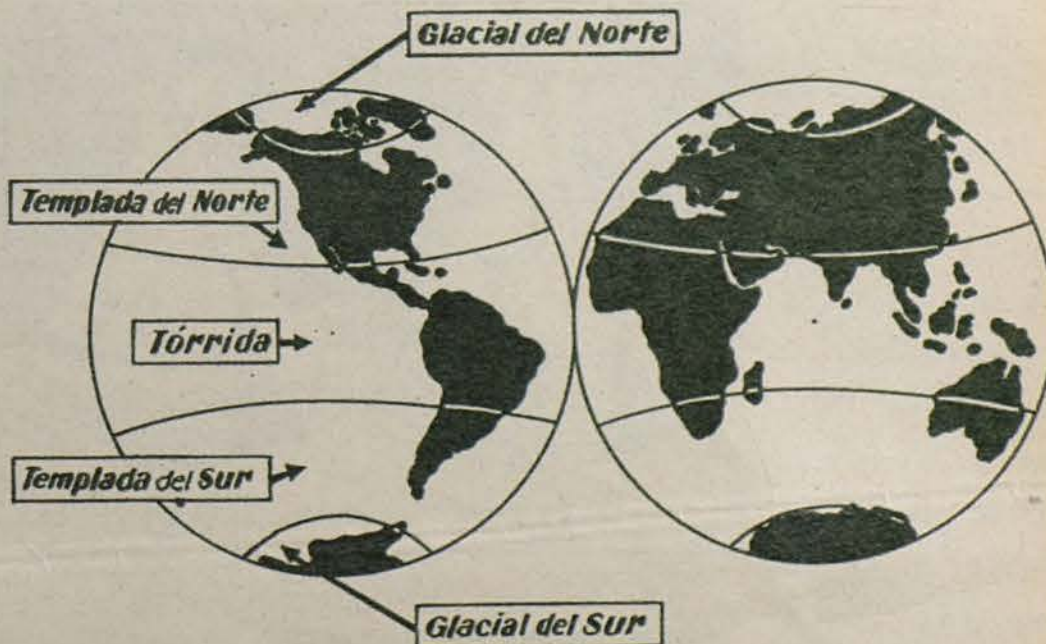 Glacial del Norte
Templada del Norte
Tórrida
Templada del Sur
Glacial del Sur